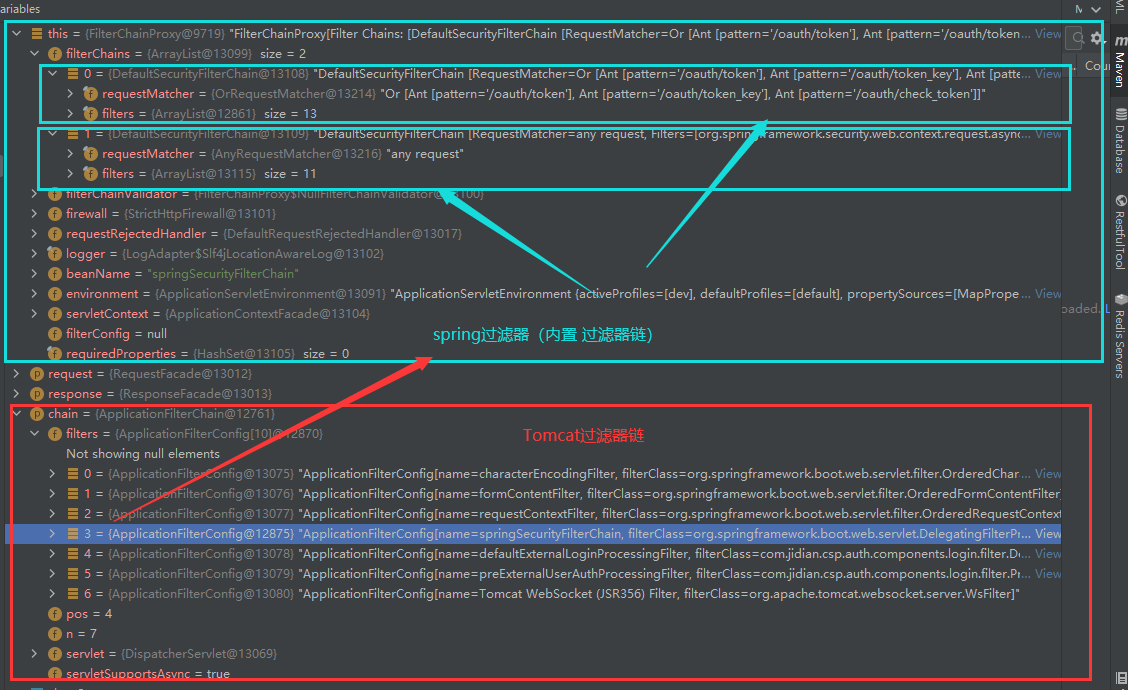 ariables
this = {FilterChainProxy@9719} "FilterChainProxy[Filter Chains: [DefaultSecurityFilterChain [RequestMatcher=Or [Ant [pattern='/oauth/token'], Ant [pattern='/oauth/token... View
filterChains = {ArrayList@13099} size = 2
0 = {DefaultSecurityFilterChain@13108} "DefaultSecurityFilterChain [RequestMatcher=Or [Ant [pattern='/oauth/token'], Ant [pattern='/oauth/token_key'], Ant [patte... View
Cou
requestMatcher = {OrRequestMatcher@13214} "Or [Ant [pattern='/oauth/token'], Ant [pattern='/oauth/token_key'], Ant [pattern='/oauth/check_token']]"
filters = {ArrayList@12861} size = 13
1 = {DefaultSecurityFilterChain@13109} "DefaultSecurityFilterChain [RequestMatcher=any request, Filters=[org.springframework.security.web.context.request.async... View
requestMatcher = {AnyRequestMatcher@13216} "any request"
filters = {ArrayList@13115} size = 11
filterChainValidator = {FilterChainProxy$NullFilterChainValidator@13100}
firewall = {StrictHttpFirewall@13101}
requestRejectedHandler = {DefaultRequestRejectedHandler@13017}
logger = {LogAdapter$Slf4jLocationAwareLog@13102}
beanName = "springSecurityFilterChain"
environment = {ApplicationServletEnvironment@13091} "ApplicationServletEnvironment {activeProfiles=[dev], defaultProfiles=[default], propertySources=[MapPrope... View
servletContext = {ApplicationContextFacade@13104}
oaded.
filterConfig = null
spring过滤器（内置 过滤器链）
requiredProperties = {HashSet@13105} size = 0
request = {RequestFacade@13012}
response = {ResponseFacade@13013}
chain = {ApplicationFilterChain@12761}
filters = {ApplicationFilterConfig[10]@12870}
Tomcat过滤器链
Not showing null elements
0 = {ApplicationFilterConfig@13075} "ApplicationFilterConfig[name=characterEncodingFilter, filterClass=org.springframework.boot.web.servlet.filter.OrderedChar... View
1 = {ApplicationFilterConfig@13076} "ApplicationFilterConfig[name=formContentFilter, filterClass=org.springframework.boot.web.servlet.filter.OrderedFormContentFilter
2 = {ApplicationFilterConfig@13077} "ApplicationFilterConfig[name=requestContextFilter, filterClass=org.springframework.boot.web.servlet.filter.OrderedRequestContext
3 = {ApplicationFilterConfig@12875} "ApplicationFilterConfig[name=springSecurityFilterChain, filterClass=org.springframework.boot.web.servlet.DelegatingFilterPr... View
4 = {ApplicationFilterConfig@13078} "ApplicationFilterConfig[name=defaultExternalLoginProcessingFilter, filterClass=com.jidian.csp.auth.components.login.filter.De... View
5 = {ApplicationFilterConfig@13079} "ApplicationFilterConfig[name=preExternalUserAuthProcessingFilter, filterClass=com.jidian.csp.auth.components.login.filter.Pr... View
6 = {ApplicationFilterConfig@13080} "ApplicationFilterConfig[name=Tomcat WebSocket (JSR356) Filter, filterClass=org.apache.tomcat.websocket.server.WsFilter]"
pos = 4
n = 7
servlet = {DispatcherServlet@13069}
servletSupportsAsync = true
ML
m
Maven
Database
RestfulTool
Redis Servers